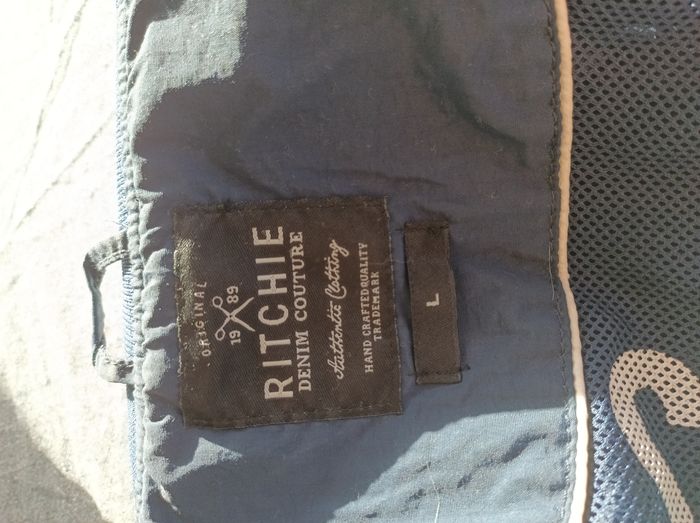 ORIGINAL
19 89
RITCHIE
DENIM COUTURE
Authentic Clothing
HAND CRAFTED QUALITY
TRADEMARK
L